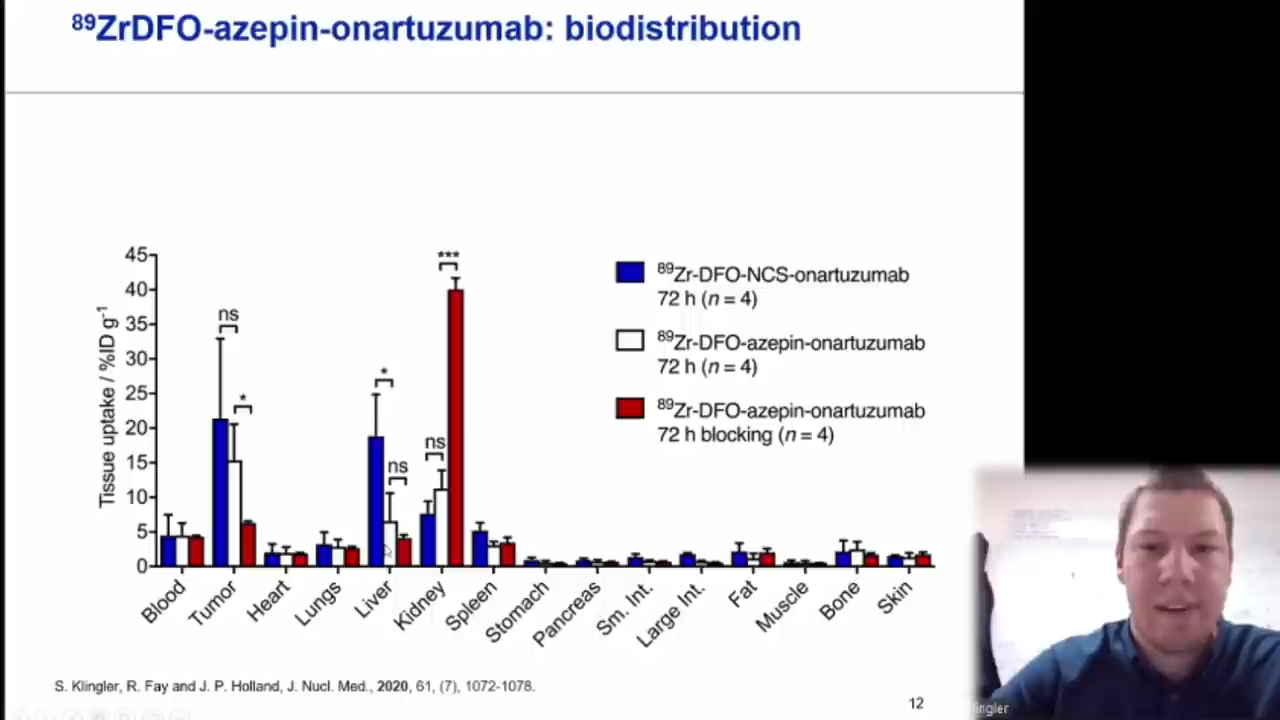 ⁸⁹ZrDFO-azepin-onartuzumab: biodistribution
45
40
35
30
25
20
15
10
5
0
Tissue uptake / %ID g⁻¹
ns
*
*
ns
ns
***
⁸⁹Zr-DFO-NCS-onartuzumab
72 h (n = 4)
⁸⁹Zr-DFO-azepin-onartuzumab
72 h (n = 4)
⁸⁹Zr-DFO-azepin-onartuzumab
72 h blocking (n = 4)
Blood
Tumor
Heart
Lungs
Liver
Kidney
Spleen
Stomach
Pancreas
Sm. Int.
Large Int.
Fat
Muscle
Bone
Skin
S. Klingler, R. Fay and J. P. Holland, J. Nucl. Med., 2020, 61, (7), 1072-1078.
12
ingler